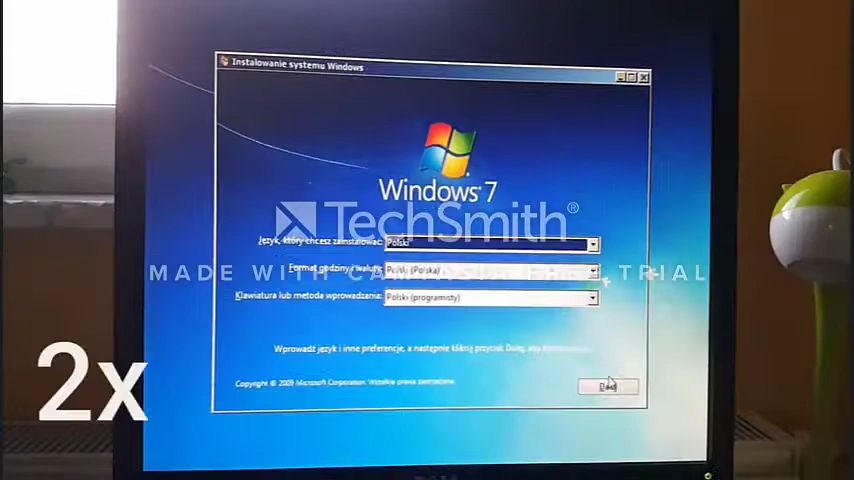 Instalowanie systemu Windows
Windows 7
TechSmith®
Język, który chcesz zainstalować: Polski
MADE WITH CAMTASIA FREE TRIAL
Format godziny i waluty: Polski (Polska)
Klawiatura lub metoda wprowadzania: Polski (programisty)
Wprowadź język i inne preferencje, a następnie kliknij przycisk Dalej, aby
2x
Copyright © 2009 Microsoft Corporation. Wszelkie prawa zastrzeżone.
Dalej